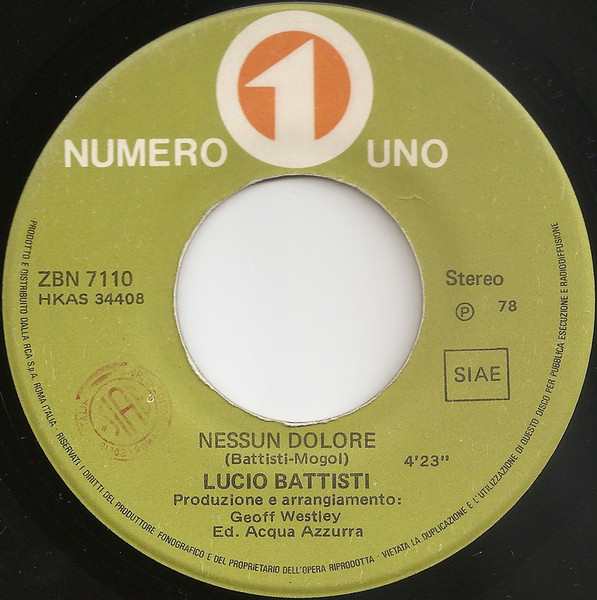 1
NUMERO UNO
ZBN 7110
HKAS 34408
Stereo
Ⓟ 78
SIAE
NESSUN DOLORE
(Battisti-Mogol)
4'23"
LUCIO BATTISTI
Produzione e arrangiamento:
Geoff Westley
Ed. Acqua Azzurra
PRODOTTO E DISTRIBUITO DALLA RCA S.p.A. ROMA ITALIA - RISERVATI I DIRITTI DEL PRODUTTORE FONOGRAFICO E DEL PROPRIETARIO DELL'OPERA RIPRODOTTA - VIETATA LA DUPLICAZIONE E L'UTILIZZAZIONE DI QUESTO DISCO PER PUBBLICA ESECUZIONE E RADIODIFFUSIONE
SIAE